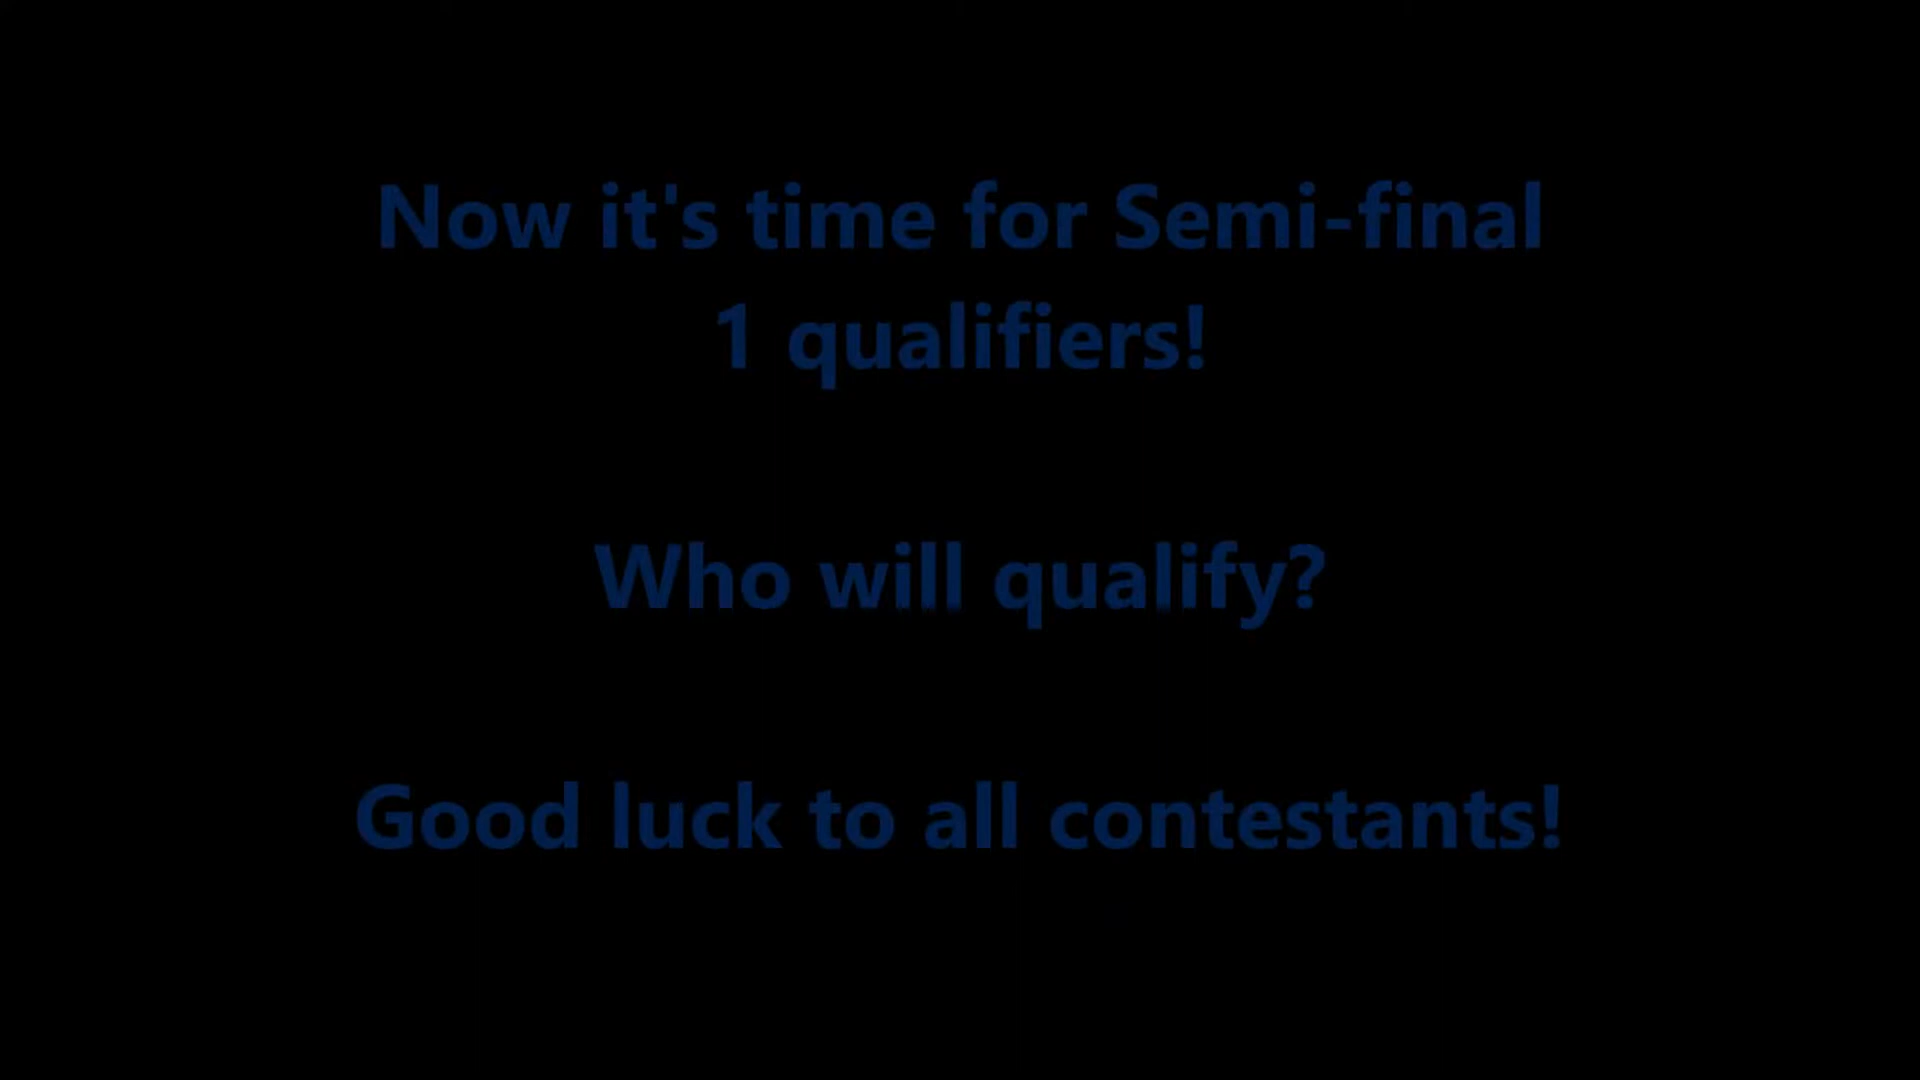 Now it's time for Semi-final
1 qualifiers!
Who will qualify?
Good luck to all contestants!